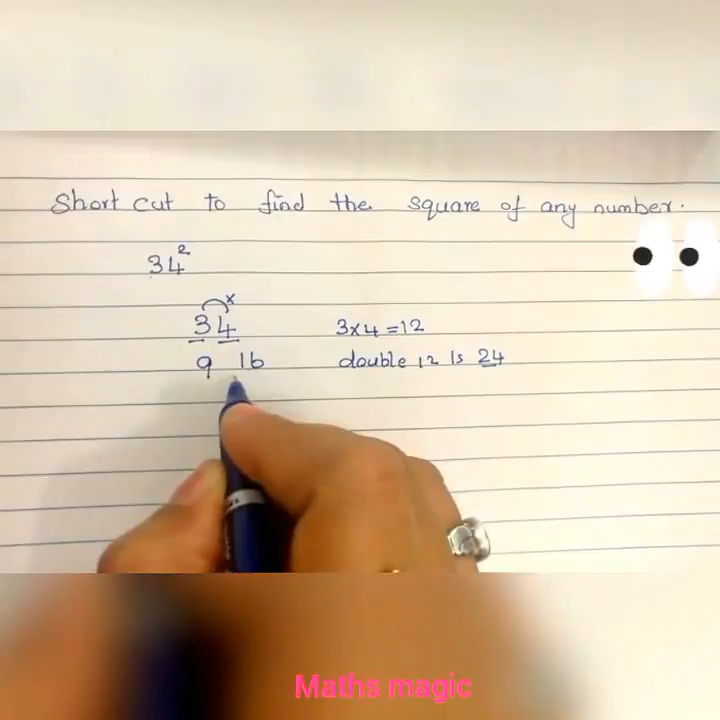 Short cut to find the square of any number.
34²
34 x
3x4 =12
9 16
double 12 is 24
Maths magic